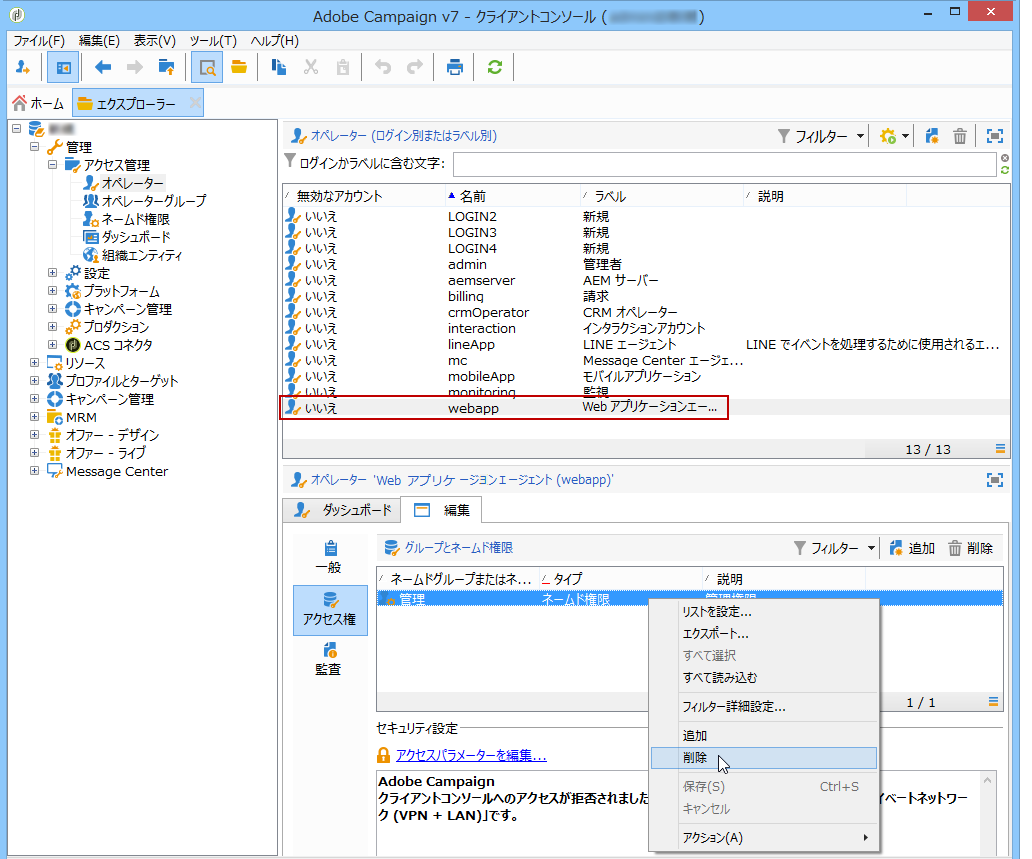 Adobe Campaign v7 - クライアントコンソール ( )
ファイル(F) 編集(E) 表示(V) ツール(T) ヘルプ(H)
ホーム エクスプローラー
管理
アクセス管理
オペレーター
オペレーターグループ
ネームド権限
ダッシュボード
組織エンティティ
設定
プラットフォーム
キャンペーン管理
プロダクション
ACS コネクタ
リソース
プロファイルとターゲット
キャンペーン管理
MRM
オファー - デザイン
オファー - ライブ
Message Center
オペレーター (ログイン別またはラベル別) フィルター
ログインかラベルに含む文字:
無効なアカウント 名前 ラベル 説明
いいえ LOGIN2 新規
いいえ LOGIN3 新規
いいえ LOGIN4 新規
いいえ admin 管理者
いいえ aemserver AEM サーバー
いいえ billing 請求
いいえ crmOperator CRM オペレーター
いいえ interaction インタラクションアカウント
いいえ lineApp LINE エージェント LINE でイベントを処理するために使用されるエ...
いいえ mc Message Center エージェ...
いいえ mobileApp モバイルアプリケーション
いいえ monitoring 監視
いいえ webapp Web アプリケーションエー...
13 / 13
オペレーター 'Web アプリケーションエージェント (webapp)'
ダッシュボード 編集
一般
アクセス権
監査
グループとネームド権限 フィルター 追加 削除
ネームドグループまたはネ... タイプ 説明
管理 ネームド権限 管理権限
1 / 1
リストを設定...
エクスポート...
すべて選択
すべて読み込む
フィルター詳細設定...
追加
削除
保存(S) Ctrl+S
キャンセル
アクション(A)
セキュリティ設定
アクセスパラメーターを編集...
Adobe Campaign
クライアントコンソールへのアクセスが拒否されました イベートネットワー
ク (VPN + LAN)」です。